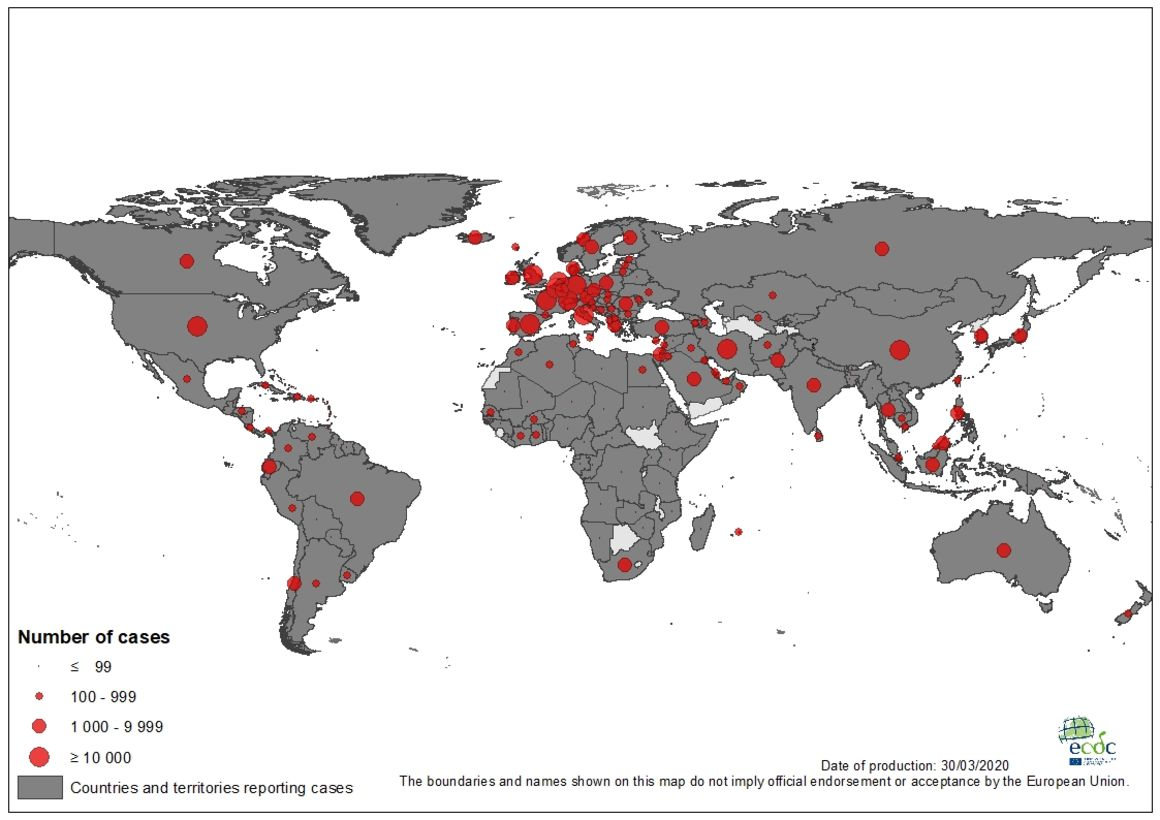 Number of cases
≤ 99
100 - 999
1 000 - 9 999
≥ 10 000
Countries and territories reporting cases
ecdc
Date of production: 30/03/2020
The boundaries and names shown on this map do not imply official endorsement or acceptance by the European Union.